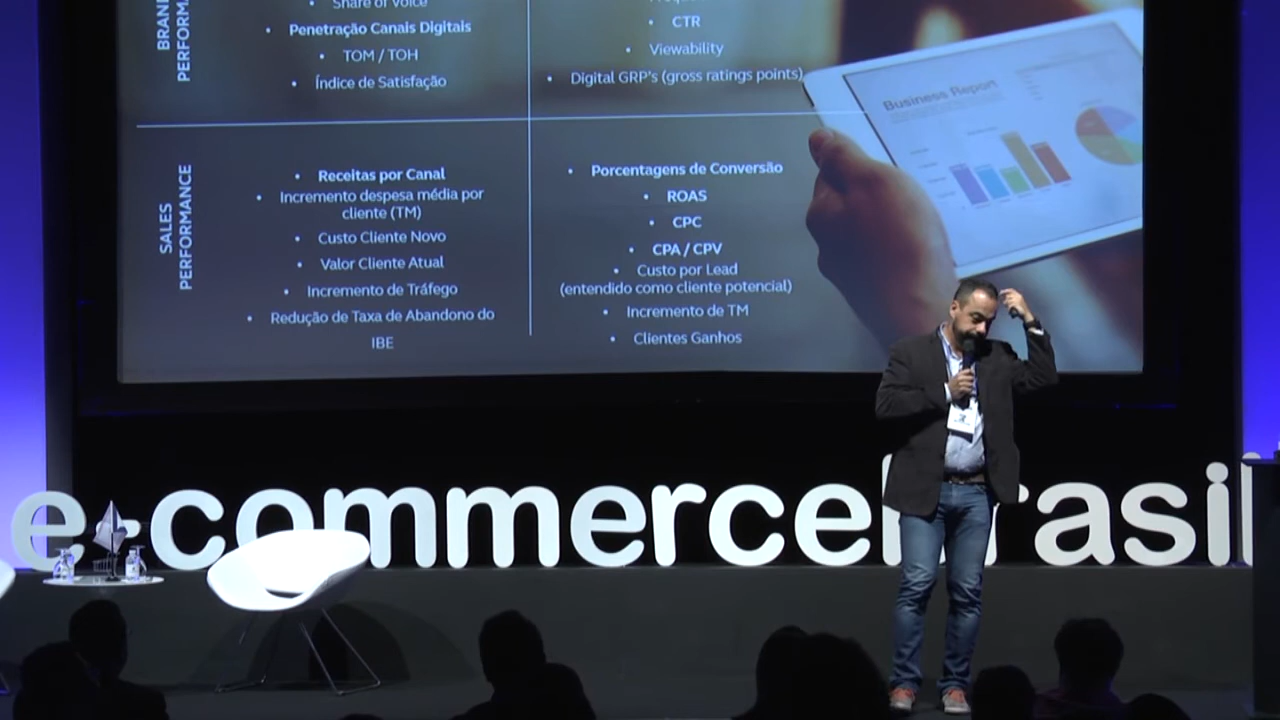 BRAND
PERFORMANCE
• Share of Voice
• Penetração Canais Digitais
• TOM / TOH
• Índice de Satisfação
• CTR
• Viewability
• Digital GRP's (gross ratings points)
Business Report
SALES
PERFORMANCE
• Receitas por Canal
• Incremento despesa média por
cliente (TM)
• Custo Cliente Novo
• Valor Cliente Atual
• Incremento de Tráfego
• Redução de Taxa de Abandono do
IBE
• Porcentagens de Conversão
• ROAS
• CPC
• CPA / CPV
• Custo por Lead
(entendido como cliente potencial)
• Incremento de TM
• Clientes Ganhos
e-commercebrasil